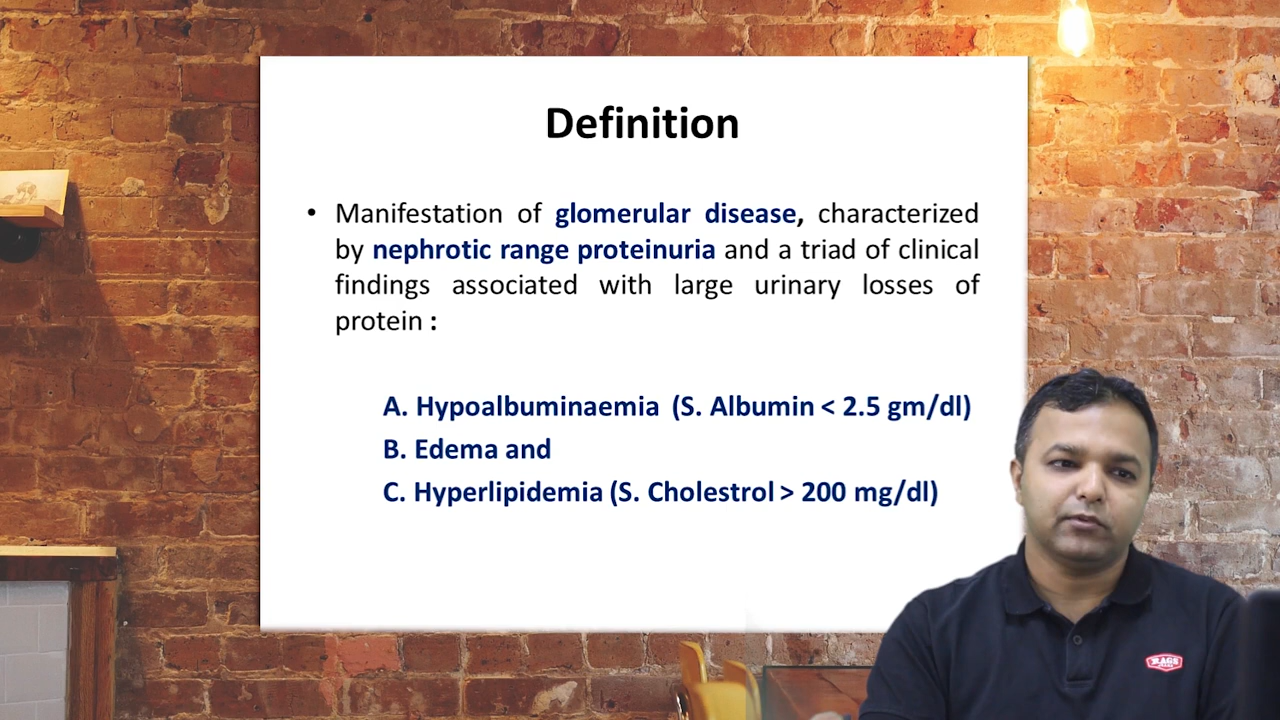 Definition
• Manifestation of glomerular disease, characterized
by nephrotic range proteinuria and a triad of clinical
findings associated with large urinary losses of
protein :
A. Hypoalbuminaemia (S. Albumin < 2.5 gm/dl)
B. Edema and
C. Hyperlipidemia (S. Cholestrol > 200 mg/dl)